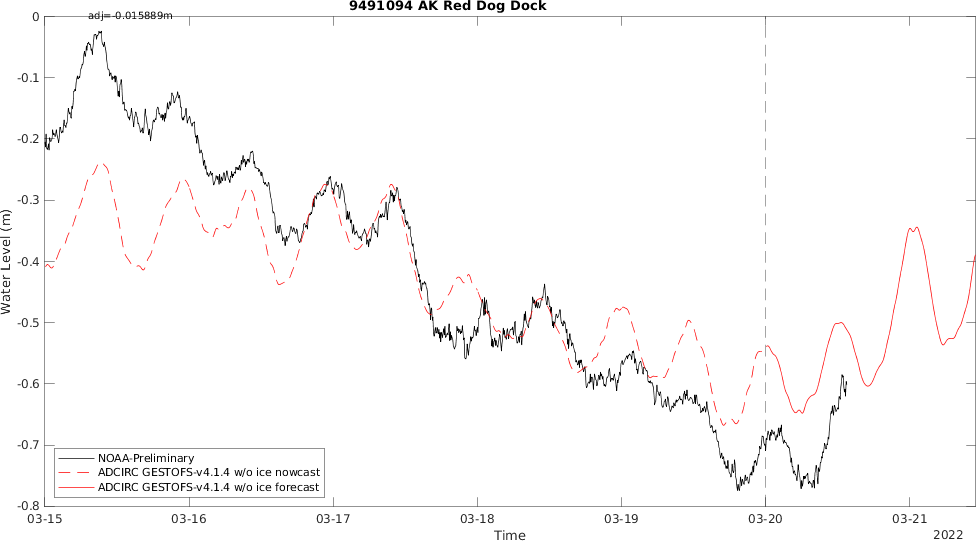 9491094 AK Red Dog Dock
adj=-0.015889m
0
-0.1
-0.2
-0.3
-0.4
-0.5
-0.6
-0.7
-0.8
Water Level (m)
NOAA-Preliminary
ADCIRC GESTOFS-v4.1.4 w/o ice nowcast
ADCIRC GESTOFS-v4.1.4 w/o ice forecast
03-15 03-16 03-17 03-18 03-19 03-20 03-21
Time
2022